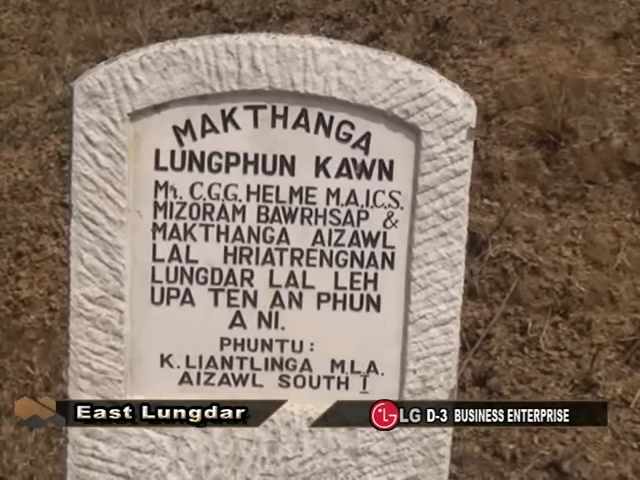 MAKTHANGA
LUNGPHUN KAWN
Mr. C.G.G. HELME M.A.,I.C.S.
MIZORAM BAWRHSAP &
MAKTHANGA AIZAWL
LAL HRIATRENGNAN
LUNGDAR LAL LEH
UPA TEN AN PHUN
A NI.
PHUNTU :
K. LIANTLINGA M.L.A.
AIZAWL SOUTH I
East Lungdar
LG D-3 BUSINESS ENTERPRISE